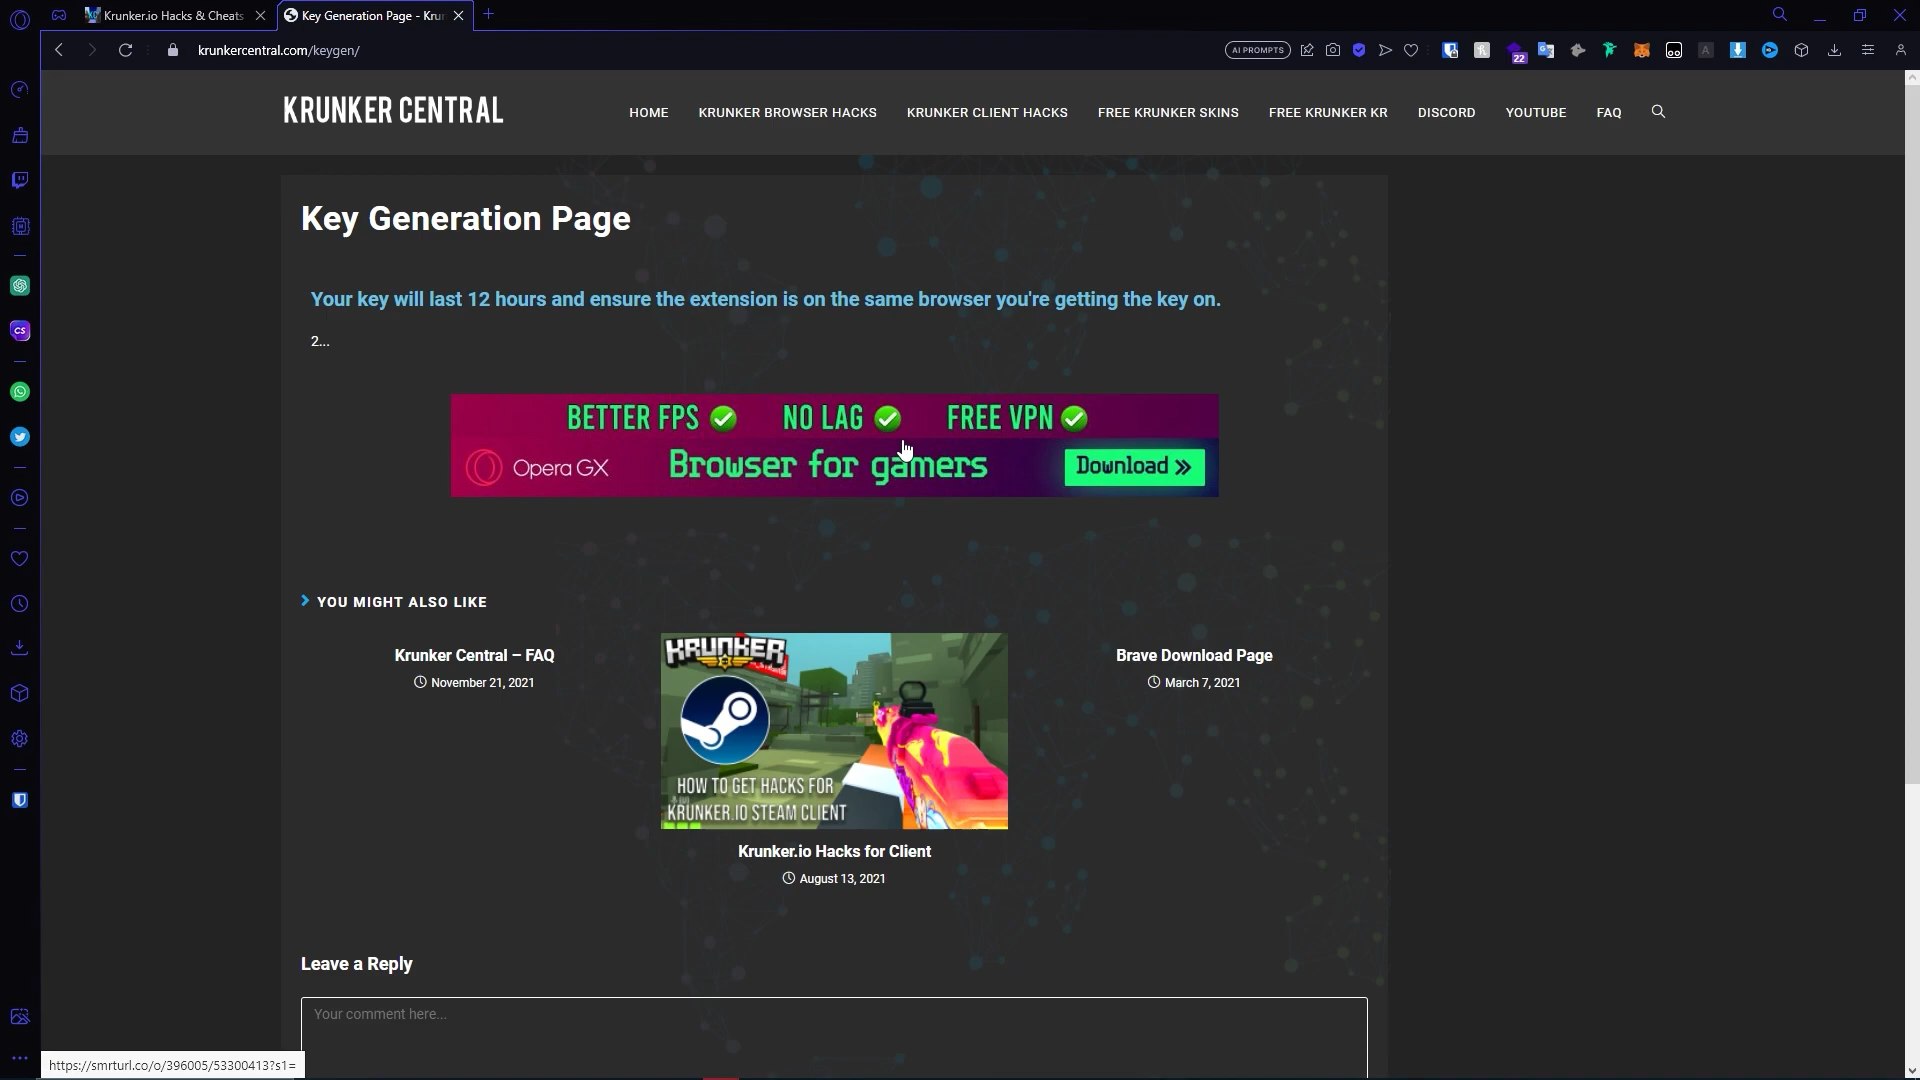 Krunker.io Hacks & Cheats
Key Generation Page - Kru
krunkercentral.com/keygen/
AI PROMPTS
22
KRUNKER CENTRAL
HOME
KRUNKER BROWSER HACKS
KRUNKER CLIENT HACKS
FREE KRUNKER SKINS
FREE KRUNKER KR
DISCORD
YOUTUBE
FAQ
Key Generation Page
Your key will last 12 hours and ensure the extension is on the same browser you're getting the key on.
2...
BETTER FPS
NO LAG
FREE VPN
Opera GX
Browser for gamers
Download »
YOU MIGHT ALSO LIKE
Krunker Central – FAQ
November 21, 2021
KRUNKER
HOW TO GET HACKS FOR
KRUNKER.IO STEAM CLIENT
Krunker.io Hacks for Client
August 13, 2021
Brave Download Page
March 7, 2021
Leave a Reply
Your comment here...
CS
https://smrturl.co/o/396005/53300413?s1=